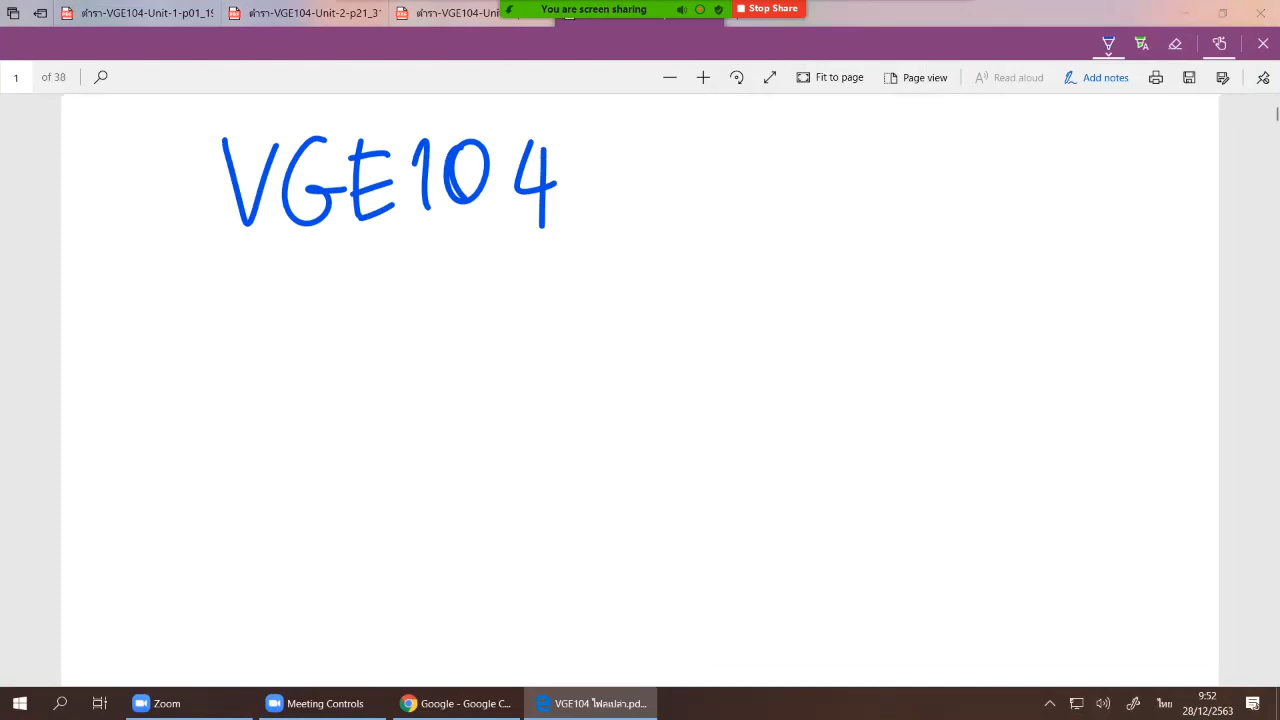 ตำรา-VGE104-Unit-1-p01_19
ตำรา-VGE104-Unit-2-p21_3
ตำรา-VGE104-Unit
You are screen sharing
Stop Share
1 of 38
Fit to page
Page view
Read aloud
Add notes
VGE104
Zoom
Meeting Controls
Google - Google C...
VGE104 ไฟลเปล่า.pd...
ไทย
9:52
28/12/2563